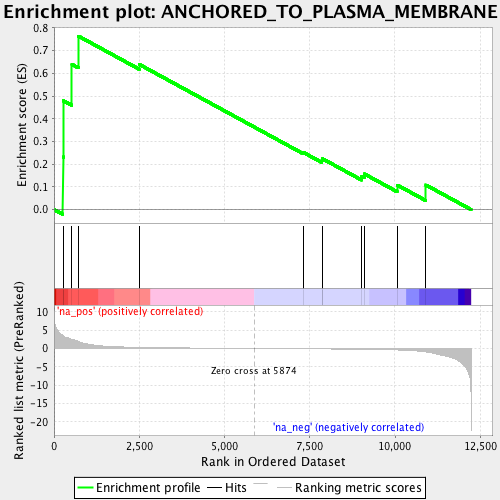 Enrichment plot: ANCHORED_TO_PLASMA_MEMBRANE
Enrichment score (ES)
0.8
0.7
0.6
0.5
0.4
0.3
0.2
0.1
0.0
'na_pos' (positively correlated)
Ranked list metric (PreRanked)
10
5
0
-5
-10
-15
-20
Zero cross at 5874
'na_neg' (negatively correlated)
0
2,500
5,000
7,500
10,000
12,500
Rank in Ordered Dataset
Enrichment profile
Hits
Ranking metric scores